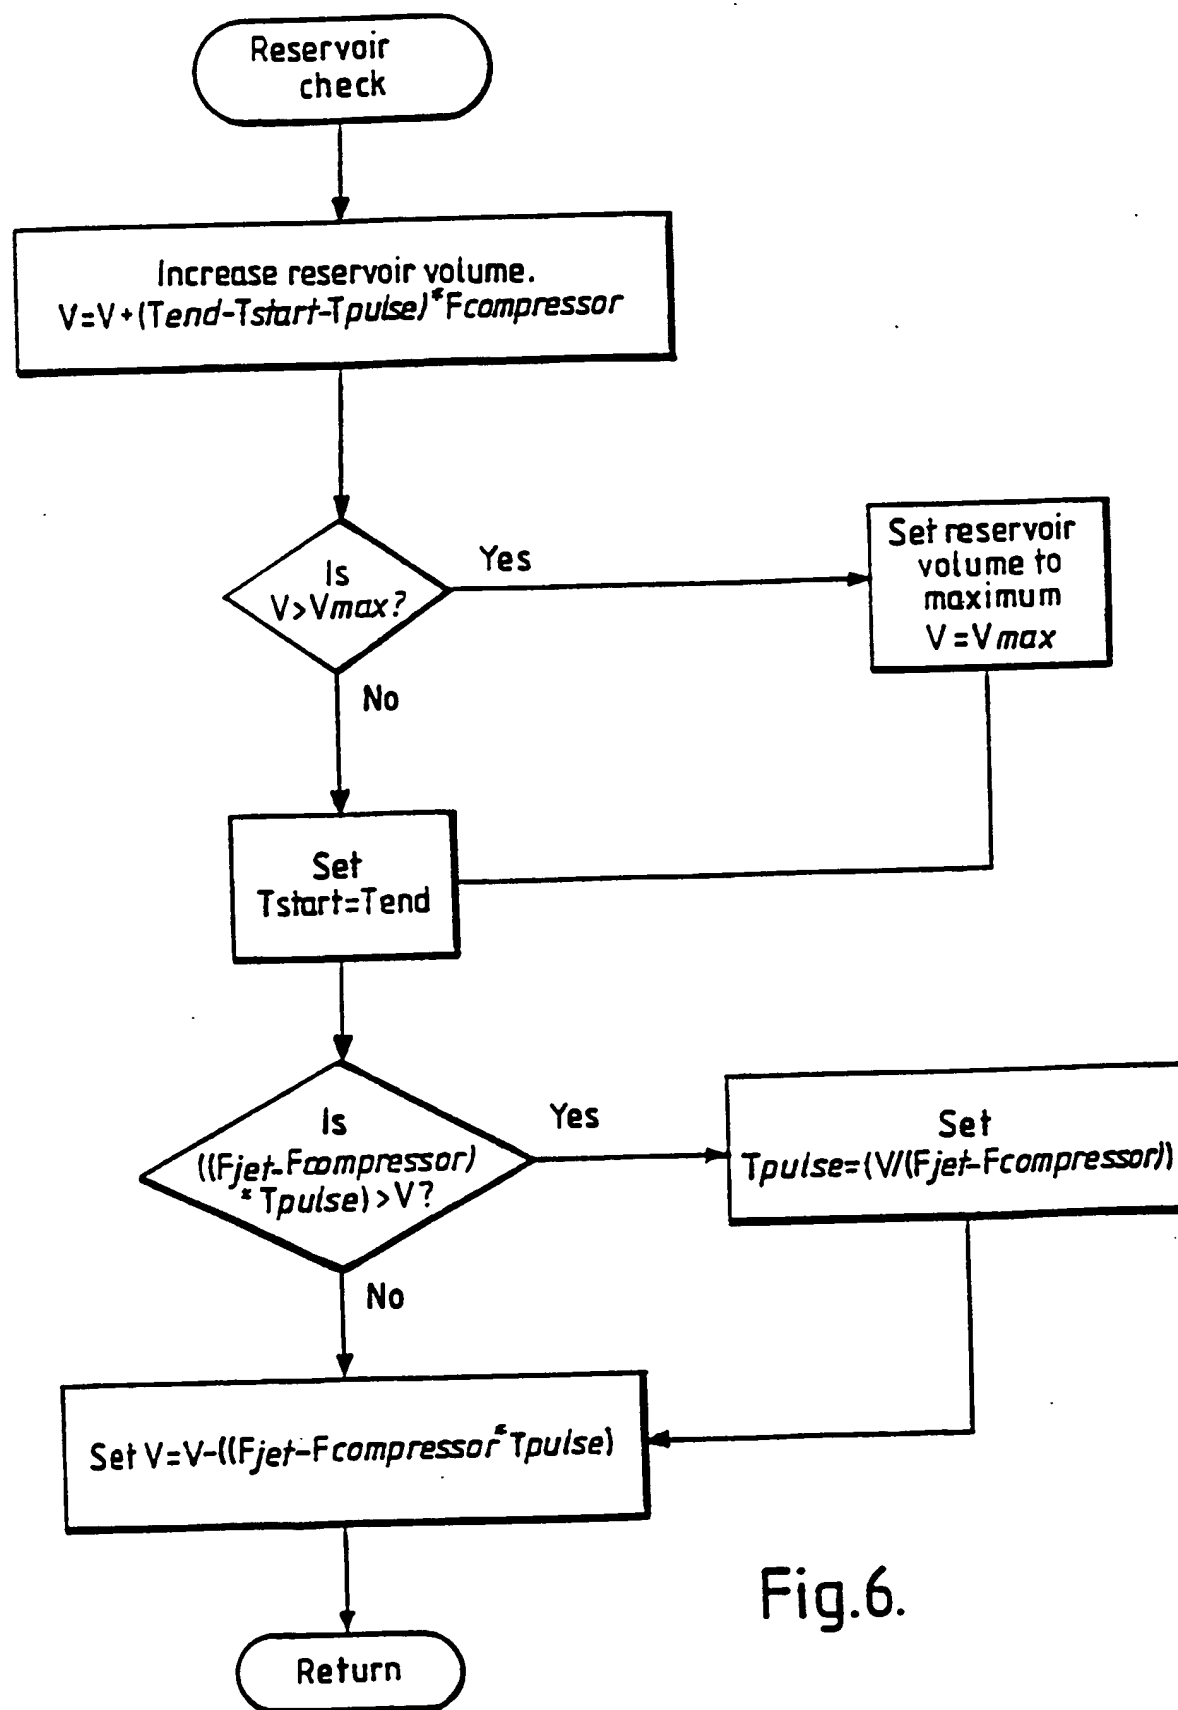 Reservoir
check
Increase reservoir volume.
V=V+(Tend-Tstart-Tpulse)*Fcompressor
Is
V>Vmax?
Yes
Set reservoir
volume to
maximum
V=Vmax
No
Set
Tstart=Tend
Is
((Fjet-Fcompressor)
*Tpulse)>V?
Yes
Set
Tpulse=(V/(Fjet-Fcompressor))
No
Set V=V-((Fjet-Fcompressor*Tpulse)
Return
Fig.6.